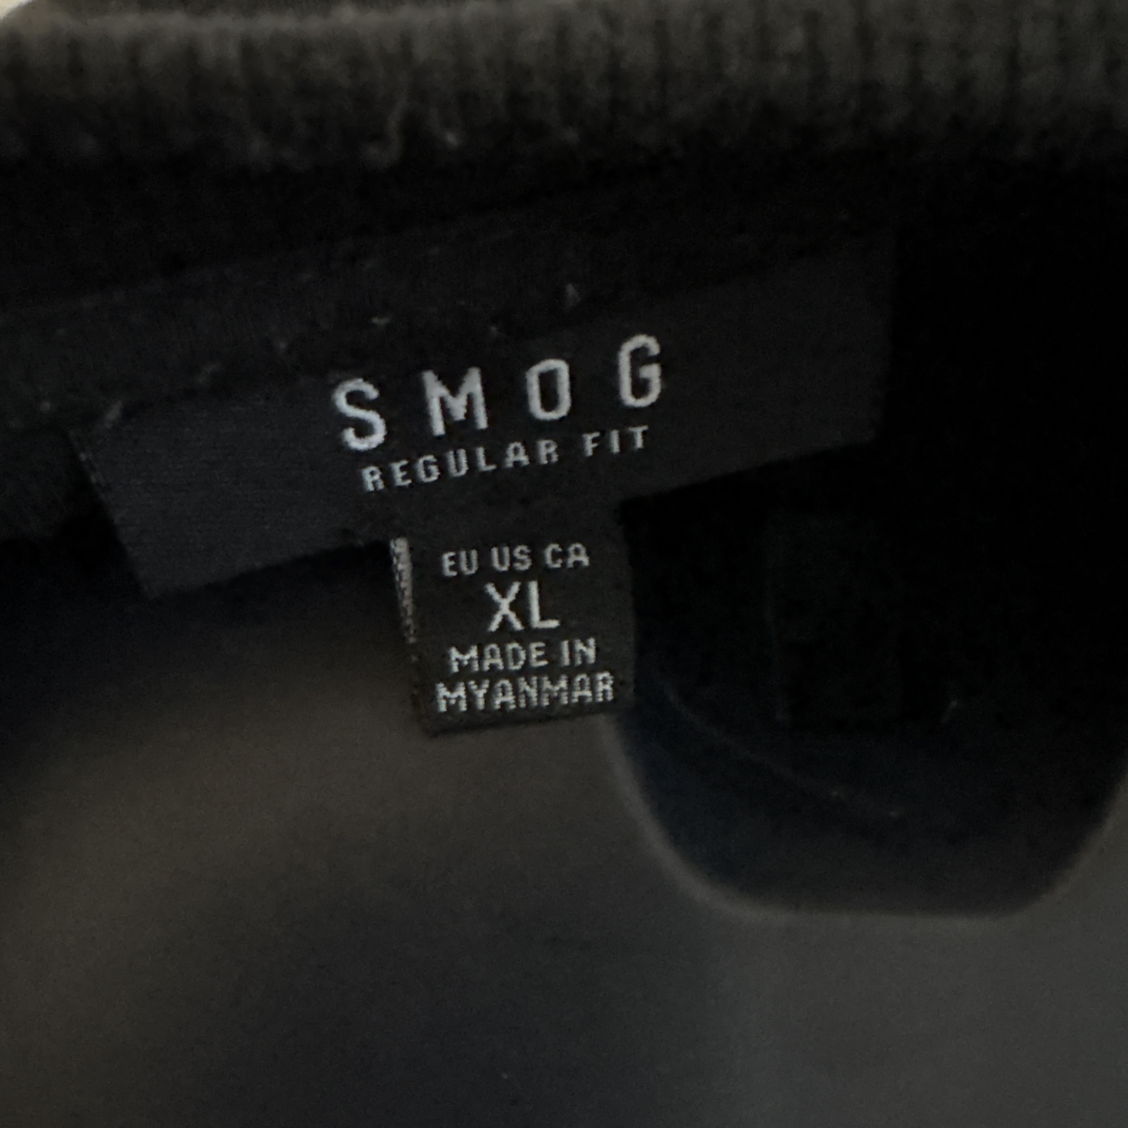 SMOG
REGULAR FIT
EU US CA
XL
MADE IN
MYANMAR